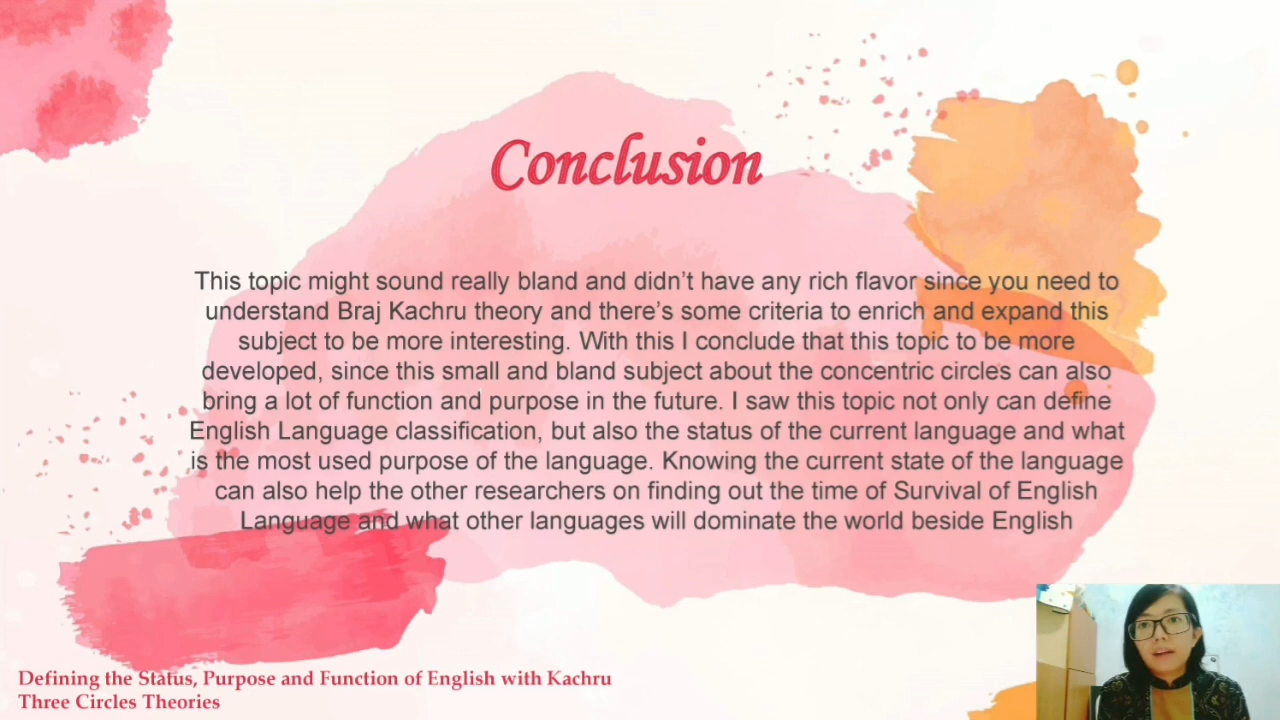 Conclusion
This topic might sound really bland and didn’t have any rich flavor since you need to
understand Braj Kachru theory and there’s some criteria to enrich and expand this
subject to be more interesting. With this I conclude that this topic to be more
developed, since this small and bland subject about the concentric circles can also
bring a lot of function and purpose in the future. I saw this topic not only can define
English Language classification, but also the status of the current language and what
is the most used purpose of the language. Knowing the current state of the language
can also help the other researchers on finding out the time of Survival of English
Language and what other languages will dominate the world beside English
Defining the Status, Purpose and Function of English with Kachru
Three Circles Theories